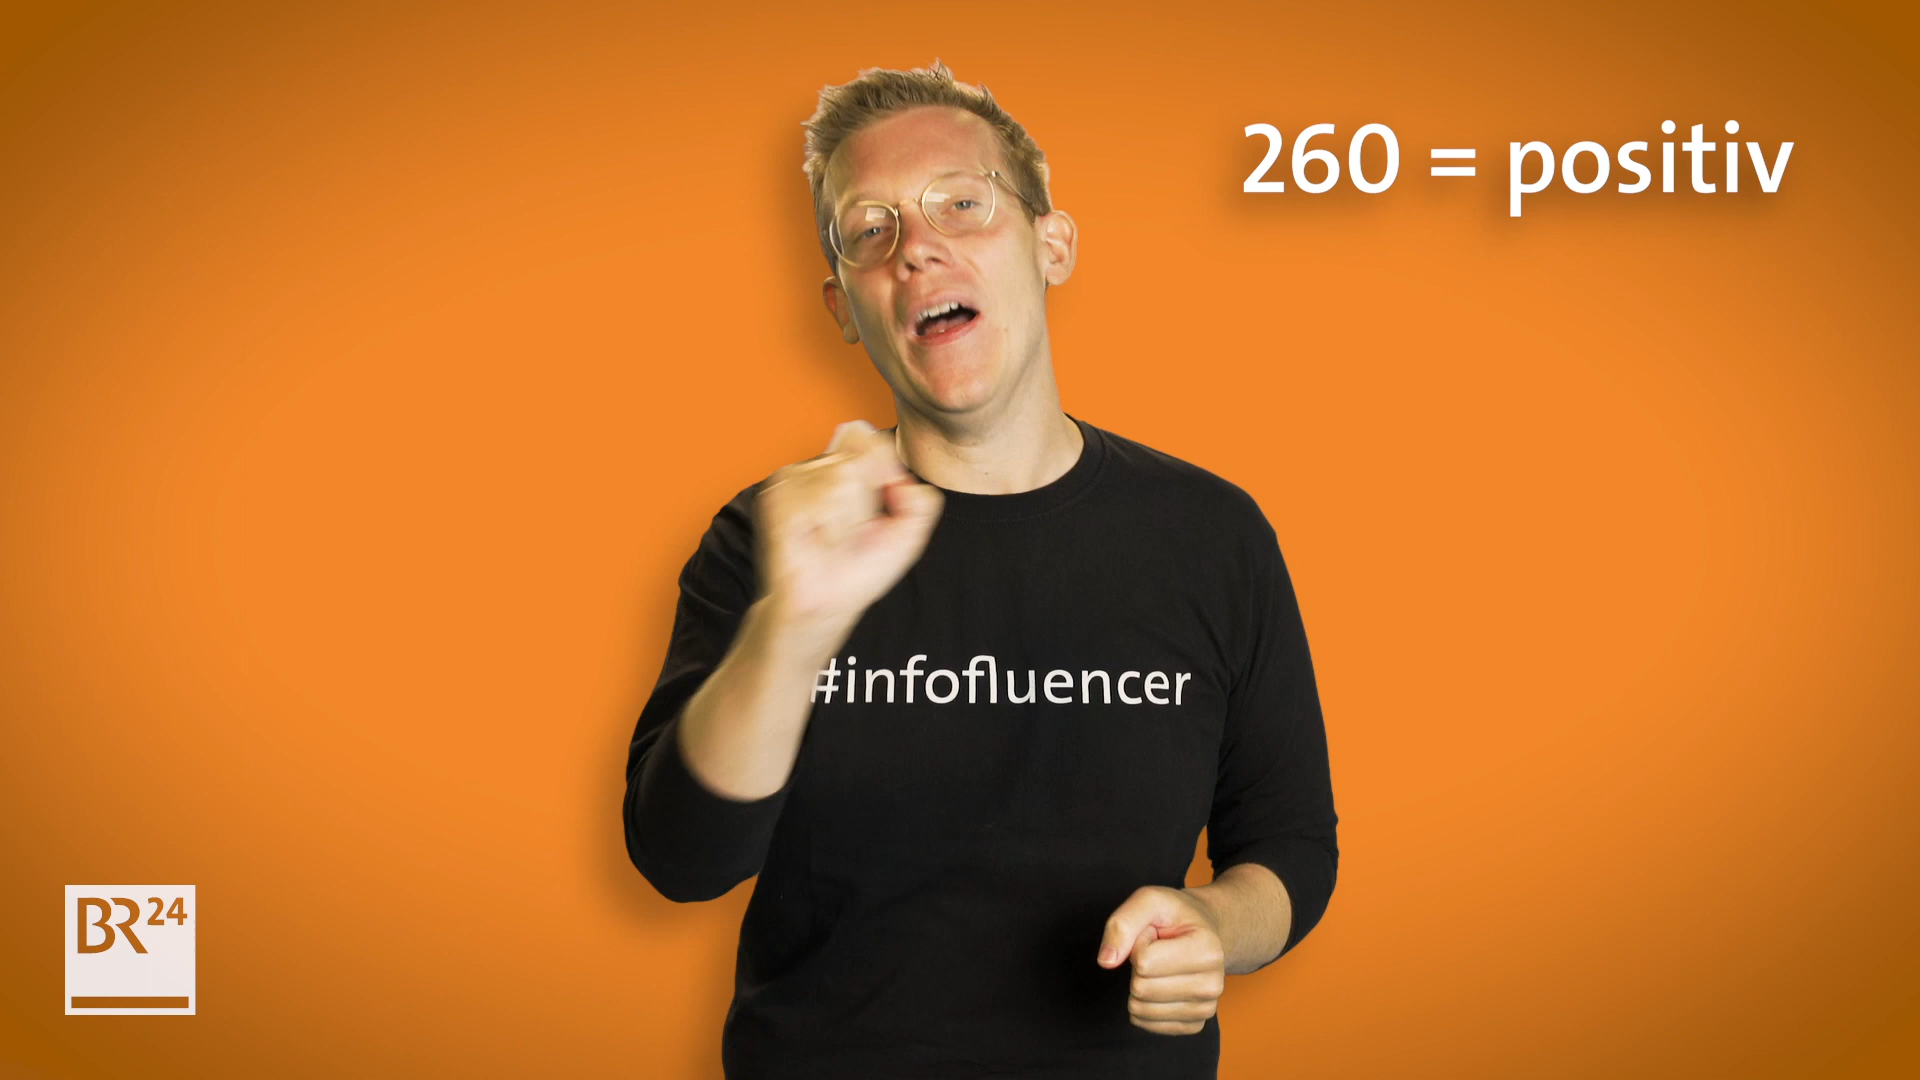 260 = positiv
#infofluencer
BR24